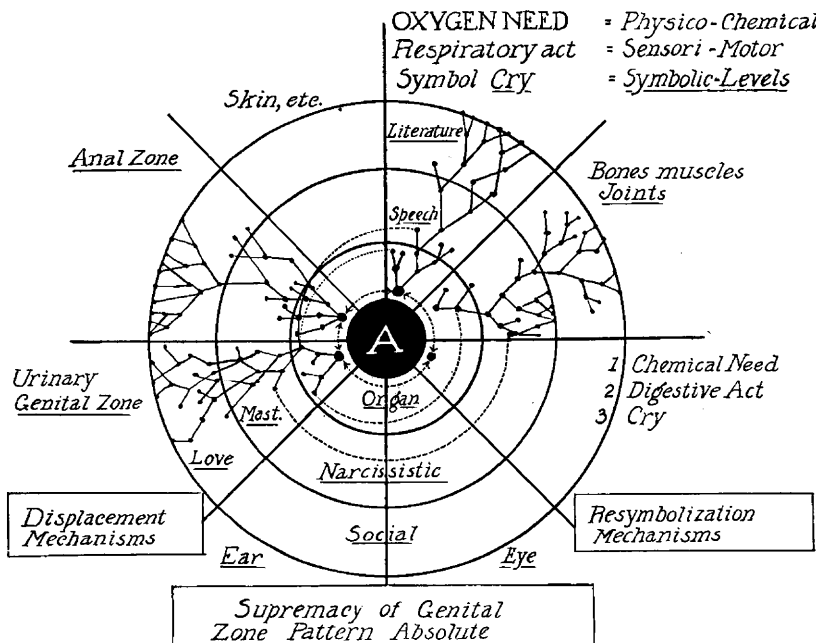 OXYGEN NEED = Physico-Chemical
Respiratory act = Sensori-Motor
Symbol Cry = Symbolic-Levels
Skin, etc.
Literature
Anal Zone
Bones muscles
Joints
Speech
A
Urinary
Genital Zone
1 Chemical Need
2 Digestive Act
3 Cry
Organ
Mast.
Love
Narcissistic
Displacement
Mechanisms
Resymbolization
Mechanisms
Social
Ear
Eye
Supremacy of Genital
Zone Pattern Absolute